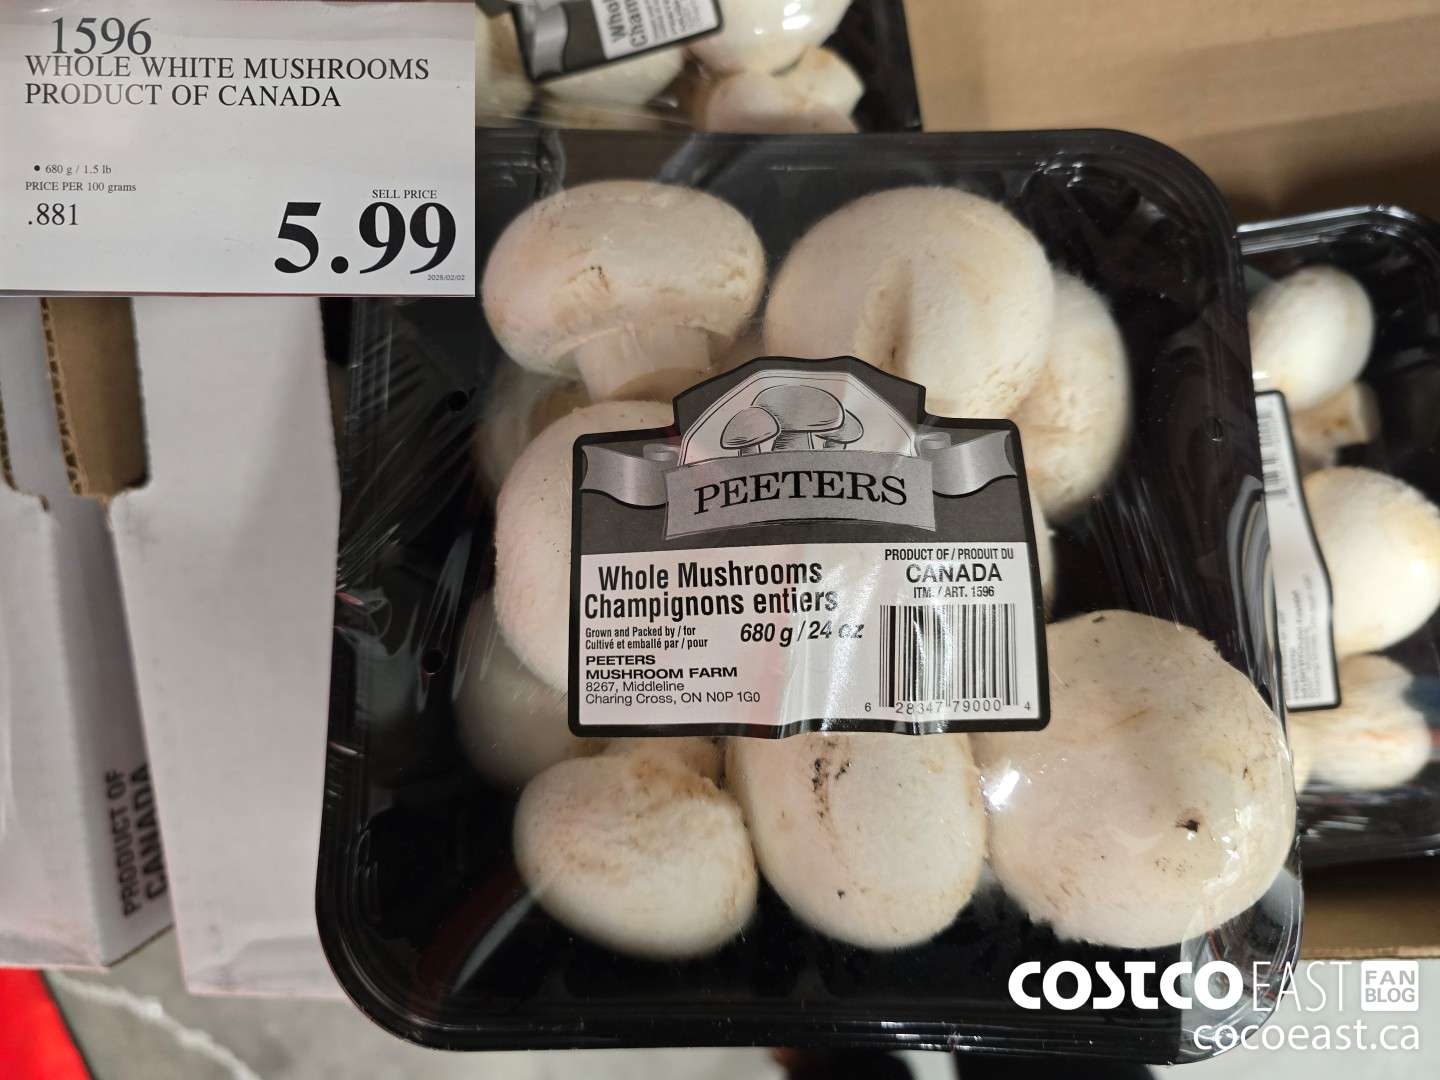 1596
WHOLE WHITE MUSHROOMS
PRODUCT OF CANADA
• 680 g / 1.5 lb
PRICE PER 100 grams
.881
SELL PRICE
5.99
Whol
Cham
PEETERS
Whole Mushrooms
Champignons entiers
680 g / 24 oz
Grown and Packed by / for
Cultivé et emballé par / pour
PEETERS
MUSHROOM FARM
8267, Middleline
Charing Cross, ON N0P 1G0
PRODUCT OF / PRODUIT DU
CANADA
ITM. / ART. 1596
6 28347 79000 4
PRODUCT OF
CANADA
COSTCO EAST FAN BLOG
cocoeast.ca